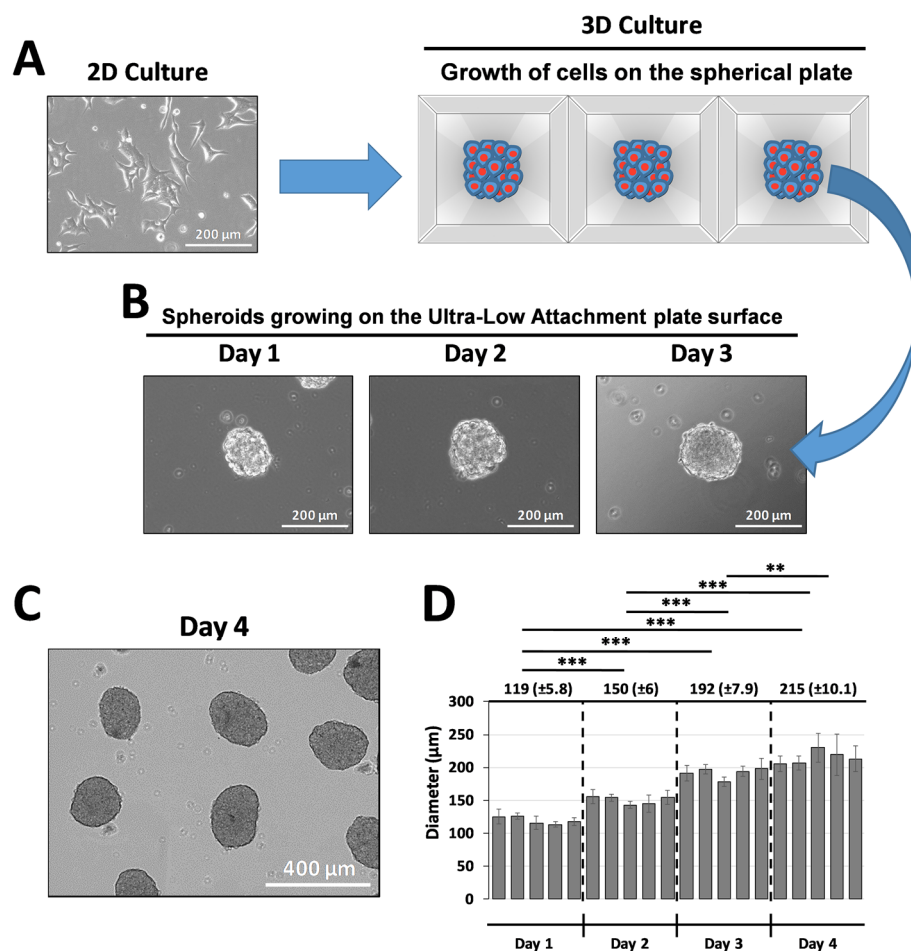 A
2D Culture
200 µm
3D Culture
Growth of cells on the spherical plate
B
Spheroids growing on the Ultra-Low Attachment plate surface
Day 1
Day 2
Day 3
200 µm
200 µm
200 µm
C
Day 4
400 µm
D
**
***
***
***
***
***
119 (±5.8)
150 (±6)
192 (±7.9)
215 (±10.1)
Diameter (µm)
300
250
200
150
100
50
0
Day 1
Day 2
Day 3
Day 4